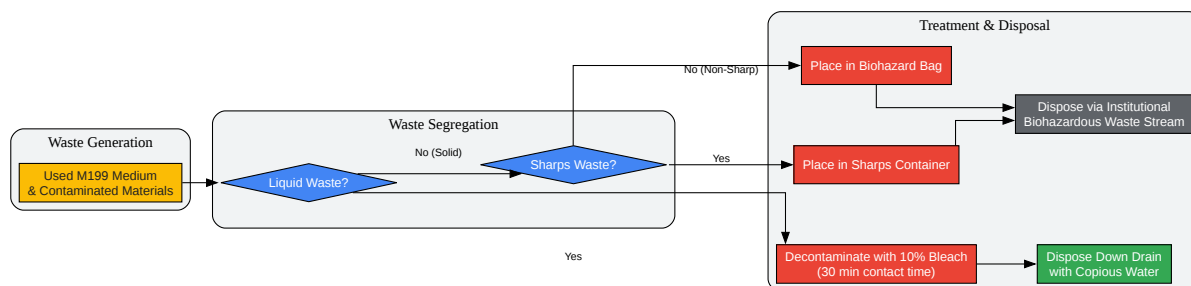 Treatment & Disposal
Place in Biohazard Bag
No (Non-Sharp)
Dispose via Institutional
Biohazardous Waste Stream
Waste Segregation
Waste Generation
No (Solid)
Sharps Waste?
Yes
Place in Sharps Container
Used M199 Medium
& Contaminated Materials
Liquid Waste?
Yes
Decontaminate with 10% Bleach
(30 min contact time)
Dispose Down Drain
with Copious Water